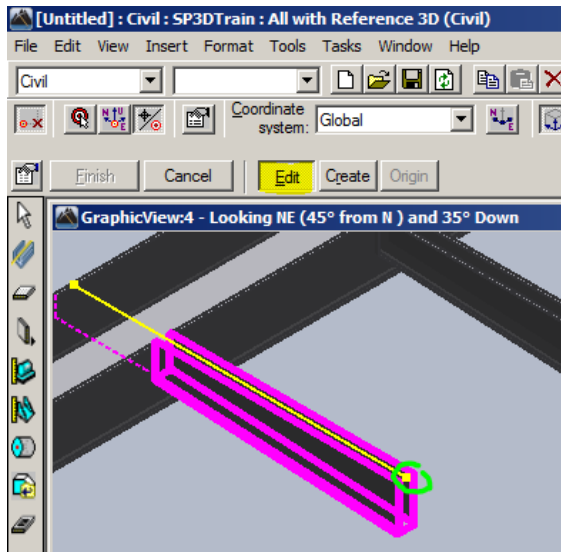 [Untitled] : Civil : SP3DTrain : All with Reference 3D (Civil)
File Edit View Insert Format Tools Tasks Window Help
Civil
Coordinate system: Global
Finish Cancel Edit Create Origin
GraphicView:4 - Looking NE (45° from N ) and 35° Down